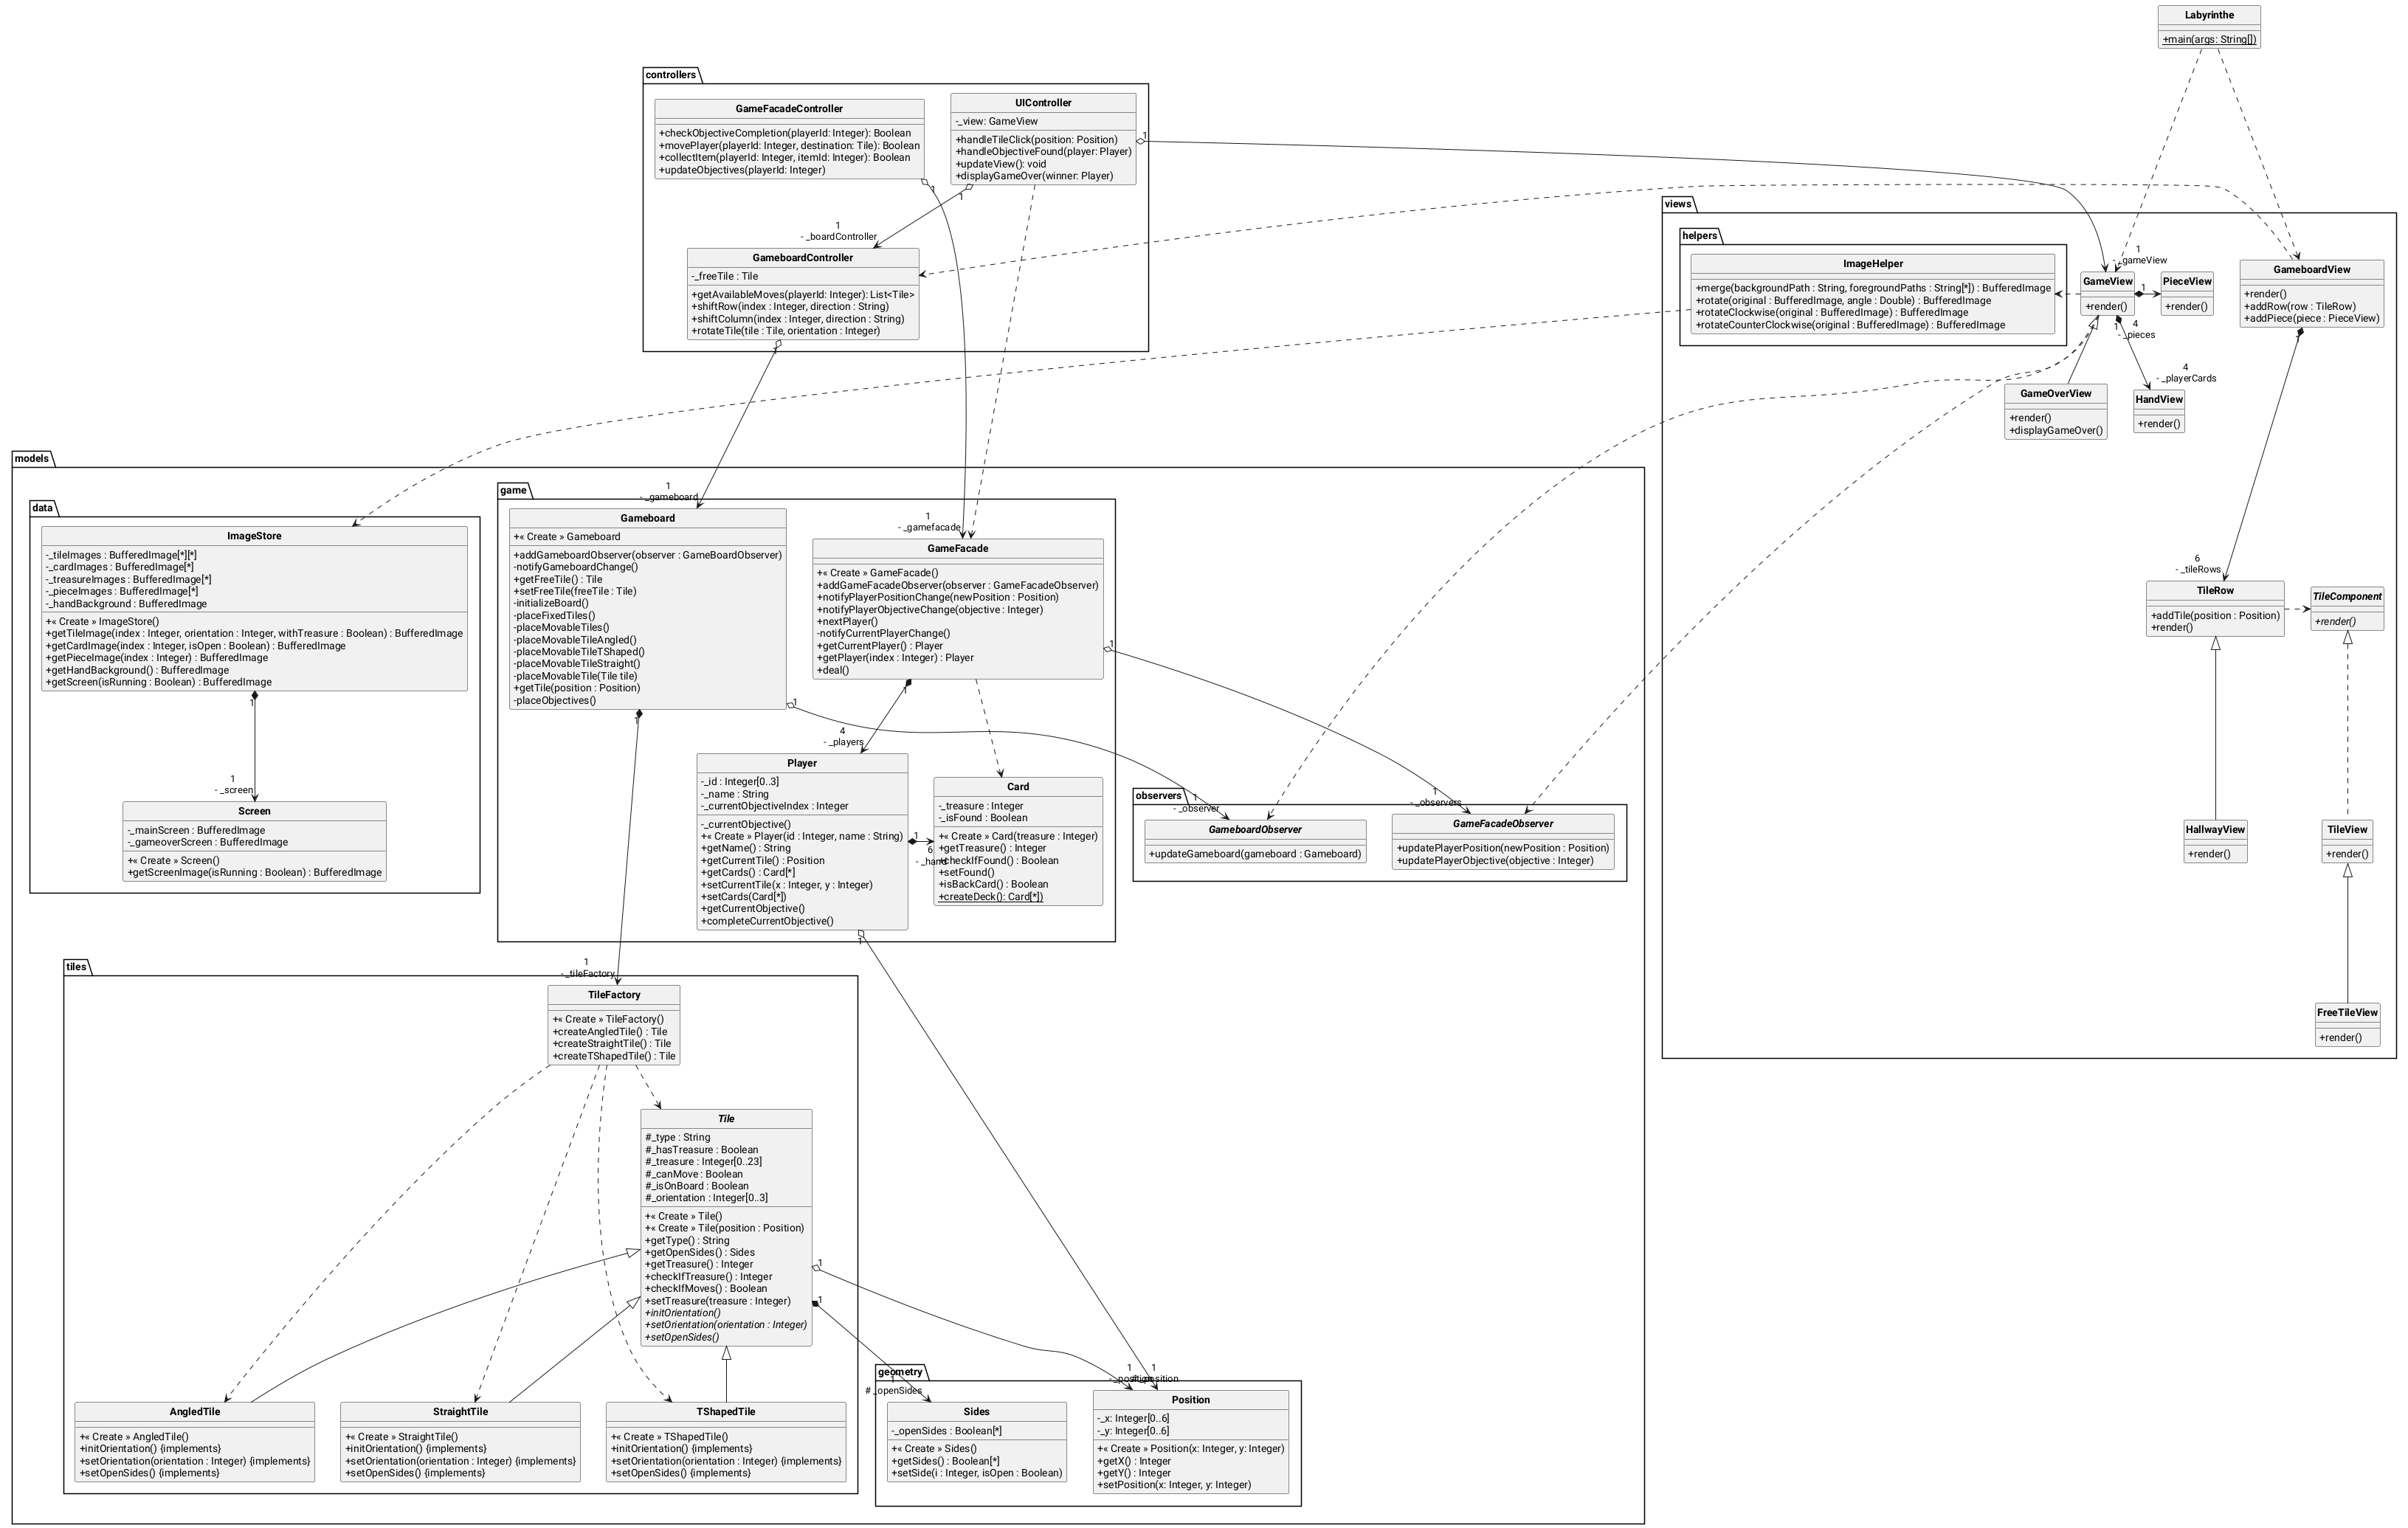 Labyrinthe
+main(args: String[])
controllers
GameFacadeController
+checkObjectiveCompletion(playerId: Integer): Boolean
+movePlayer(playerId: Integer, destination: Tile): Boolean
+collectItem(playerId: Integer, itemId: Integer): Boolean
+updateObjectives(playerId: Integer)
1
UIController
-_view: GameView
+handleTileClick(position: Position)
+handleObjectiveFound(player: Player)
+updateView(): void
+displayGameOver(winner: Player)
1
1
1
- _boardController
GameboardController
-_freeTile : Tile
+getAvailableMoves(playerId: Integer): List<Tile>
+shiftRow(index : Integer, direction : String)
+shiftColumn(index : Integer, direction : String)
+rotateTile(tile : Tile, orientation : Integer)
1
views
helpers
ImageHelper
+merge(backgroundPath : String, foregroundPaths : String[*]) : BufferedImage
+rotate(original : BufferedImage, angle : Double) : BufferedImage
+rotateClockwise(original : BufferedImage) : BufferedImage
+rotateCounterClockwise(original : BufferedImage) : BufferedImage
1
- _gameView
GameView
+render()
1
1
4
- _pieces
PieceView
+render()
GameboardView
+render()
+addRow(row : TileRow)
+addPiece(piece : PieceView)
1
GameOverView
+render()
+displayGameOver()
4
- _playerCards
HandView
+render()
6
- _tileRows
TileRow
+addTile(position : Position)
+render()
TileComponent
+render()
HallwayView
+render()
TileView
+render()
FreeTileView
+render()
models
data
ImageStore
-_tileImages : BufferedImage[*][*]
-_cardImages : BufferedImage[*]
-_treasureImages : BufferedImage[*]
-_pieceImages : BufferedImage[*]
-_handBackground : BufferedImage
+« Create » ImageStore()
+getTileImage(index : Integer, orientation : Integer, withTreasure : Boolean) : BufferedImage
+getCardImage(index : Integer, isOpen : Boolean) : BufferedImage
+getPieceImage(index : Integer) : BufferedImage
+getHandBackground() : BufferedImage
+getScreen(isRunning : Boolean) : BufferedImage
1
1
- _screen
Screen
-_mainScreen : BufferedImage
-_gameoverScreen : BufferedImage
+« Create » Screen()
+getScreenImage(isRunning : Boolean) : BufferedImage
game
1
- _gameboard
Gameboard
+« Create » Gameboard
+addGameboardObserver(observer : GameBoardObserver)
-notifyGameboardChange()
+getFreeTile() : Tile
+setFreeTile(freeTile : Tile)
-initializeBoard()
-placeFixedTiles()
-placeMovableTiles()
-placeMovableTileAngled()
-placeMovableTileTShaped()
-placeMovableTileStraight()
-placeMovableTile(Tile tile)
+getTile(position : Position)
-placeObjectives()
1
1
1
- _gamefacade
GameFacade
+« Create » GameFacade()
+addGameFacadeObserver(observer : GameFacadeObserver)
+notifyPlayerPositionChange(newPosition : Position)
+notifyPlayerObjectiveChange(objective : Integer)
+nextPlayer()
-notifyCurrentPlayerChange()
+getCurrentPlayer() : Player
+getPlayer(index : Integer) : Player
+deal()
1
1
4
- _players
Player
-_id : Integer[0..3]
-_name : String
-_currentObjectiveIndex : Integer
-_currentObjective()
+« Create » Player(id : Integer, name : String)
+getName() : String
+getCurrentTile() : Position
+getCards() : Card[*]
+setCurrentTile(x : Integer, y : Integer)
+setCards(Card[*])
+getCurrentObjective()
+completeCurrentObjective()
1
1
6
- _hand
Card
-_treasure : Integer
-_isFound : Boolean
+« Create » Card(treasure : Integer)
+getTreasure() : Integer
+checkIfFound() : Boolean
+setFound()
+isBackCard() : Boolean
+createDeck(): Card[*])
observers
1
- _observer
GameboardObserver
+updateGameboard(gameboard : Gameboard)
1
- _observers
GameFacadeObserver
+updatePlayerPosition(newPosition : Position)
+updatePlayerObjective(objective : Integer)
tiles
1
- _tileFactory
TileFactory
+« Create » TileFactory()
+createAngledTile() : Tile
+createStraightTile() : Tile
+createTShapedTile() : Tile
Tile
#_type : String
#_hasTreasure : Boolean
#_treasure : Integer[0..23]
#_canMove : Boolean
#_isOnBoard : Boolean
#_orientation : Integer[0..3]
+« Create » Tile()
+« Create » Tile(position : Position)
+getType() : String
+getOpenSides() : Sides
+getTreasure() : Integer
+checkIfTreasure() : Integer
+checkIfMoves() : Boolean
+setTreasure(treasure : Integer)
+initOrientation()
+setOrientation(orientation : Integer)
+setOpenSides()
1
1
AngledTile
+« Create » AngledTile()
+initOrientation() {implements}
+setOrientation(orientation : Integer) {implements}
+setOpenSides() {implements}
StraightTile
+« Create » StraightTile()
+initOrientation() {implements}
+setOrientation(orientation : Integer) {implements}
+setOpenSides() {implements}
TShapedTile
+« Create » TShapedTile()
+initOrientation() {implements}
+setOrientation(orientation : Integer) {implements}
+setOpenSides() {implements}
geometry
1
# _openSides
Sides
-_openSides : Boolean[*]
+« Create » Sides()
+getSides() : Boolean[*]
+setSide(i : Integer, isOpen : Boolean)
1
- _position
1
Position
-_x: Integer[0..6]
-_y: Integer[0..6]
+« Create » Position(x: Integer, y: Integer)
+getX() : Integer
+getY() : Integer
+setPosition(x: Integer, y: Integer)